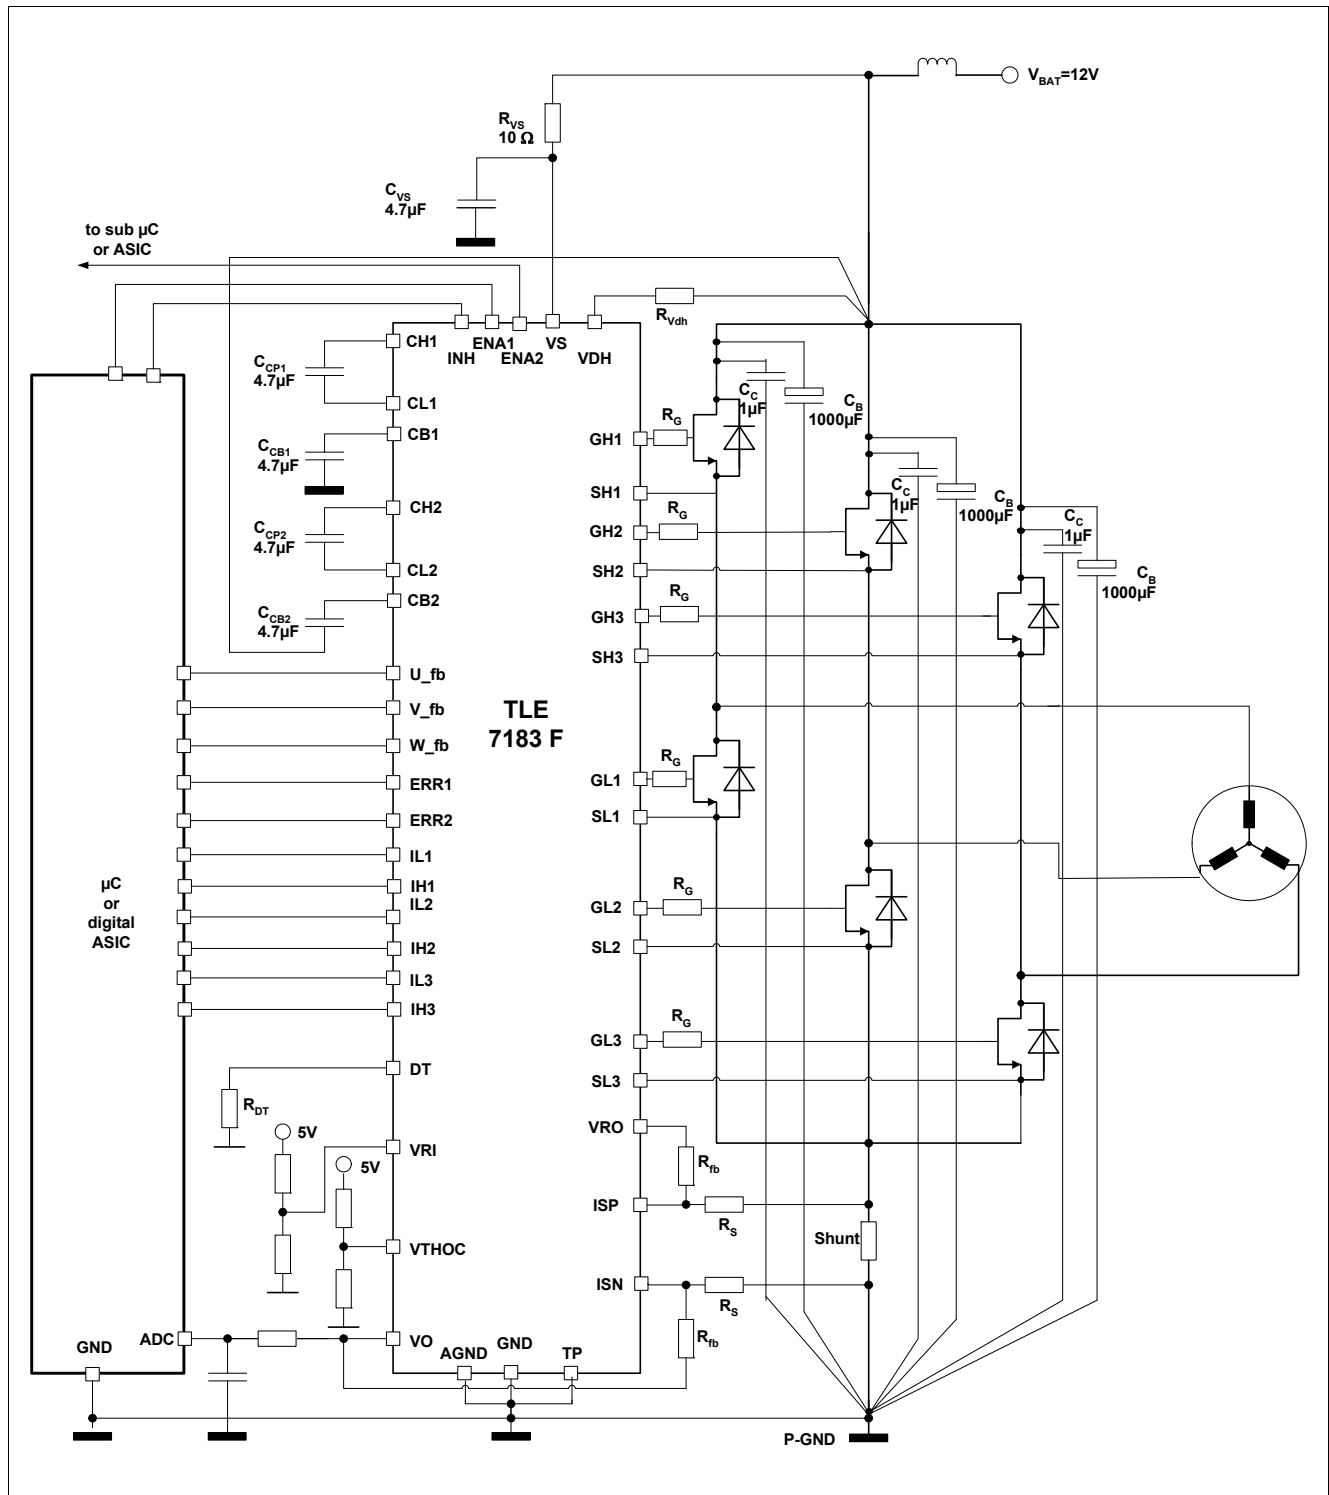 V_BAT=12V
R_VS
10 Ω
C_VS
4.7µF
to sub µC
or ASIC
R_Vdh
INH
ENA1
ENA2
VS
VDH
CH1
C_CP1
4.7µF
CL1
CB1
C_CB1
4.7µF
CH2
C_CP2
4.7µF
CL2
CB2
C_CB2
4.7µF
GH1
R_G
C_C
1µF
C_B
1000µF
SH1
GH2
R_G
C_C
1µF
C_B
1000µF
SH2
GH3
R_G
C_C
1µF
C_B
1000µF
SH3
U_fb
V_fb
W_fb
TLE
7183 F
ERR1
ERR2
IL1
IH1
IL2
IH2
IL3
IH3
µC
or
digital
ASIC
GL1
R_G
SL1
GL2
R_G
SL2
GL3
R_G
SL3
DT
R_DT
5V
VRI
5V
VTHOC
VRO
R_fb
ISP
R_S
Shunt
ISN
R_S
R_fb
ADC
VO
GND
AGND
GND
TP
P-GND